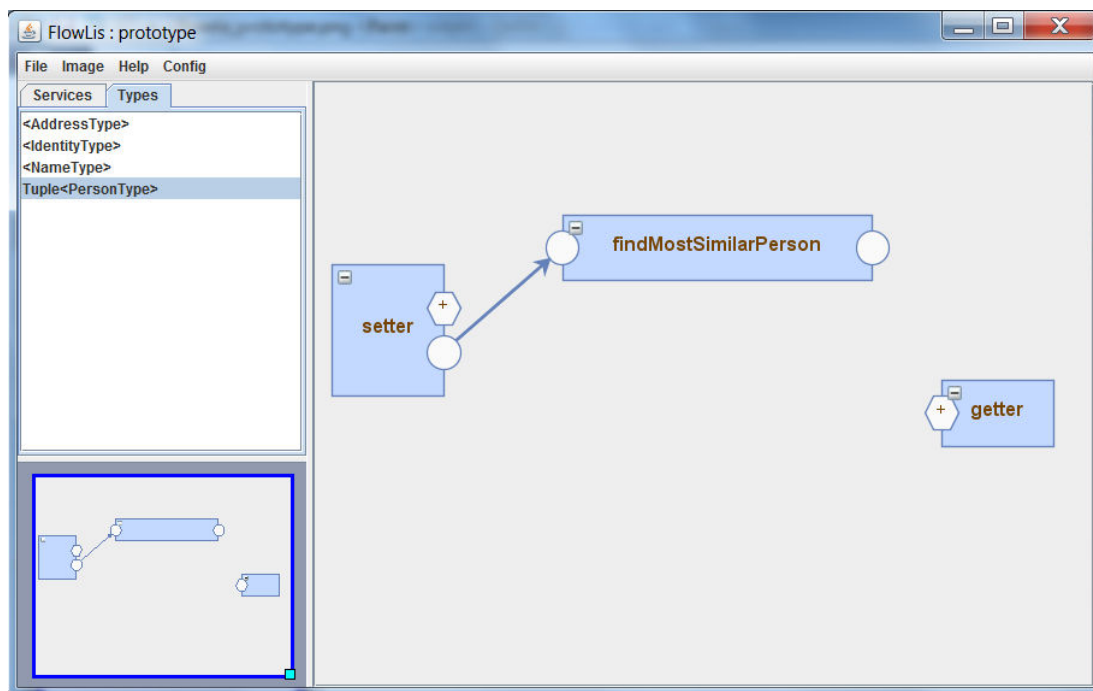 FlowLis : prototype
File Image Help Config
Services Types
<AddressType>
<IdentityType>
<NameType>
Tuple<PersonType>
findMostSimilarPerson
+
setter
+
getter